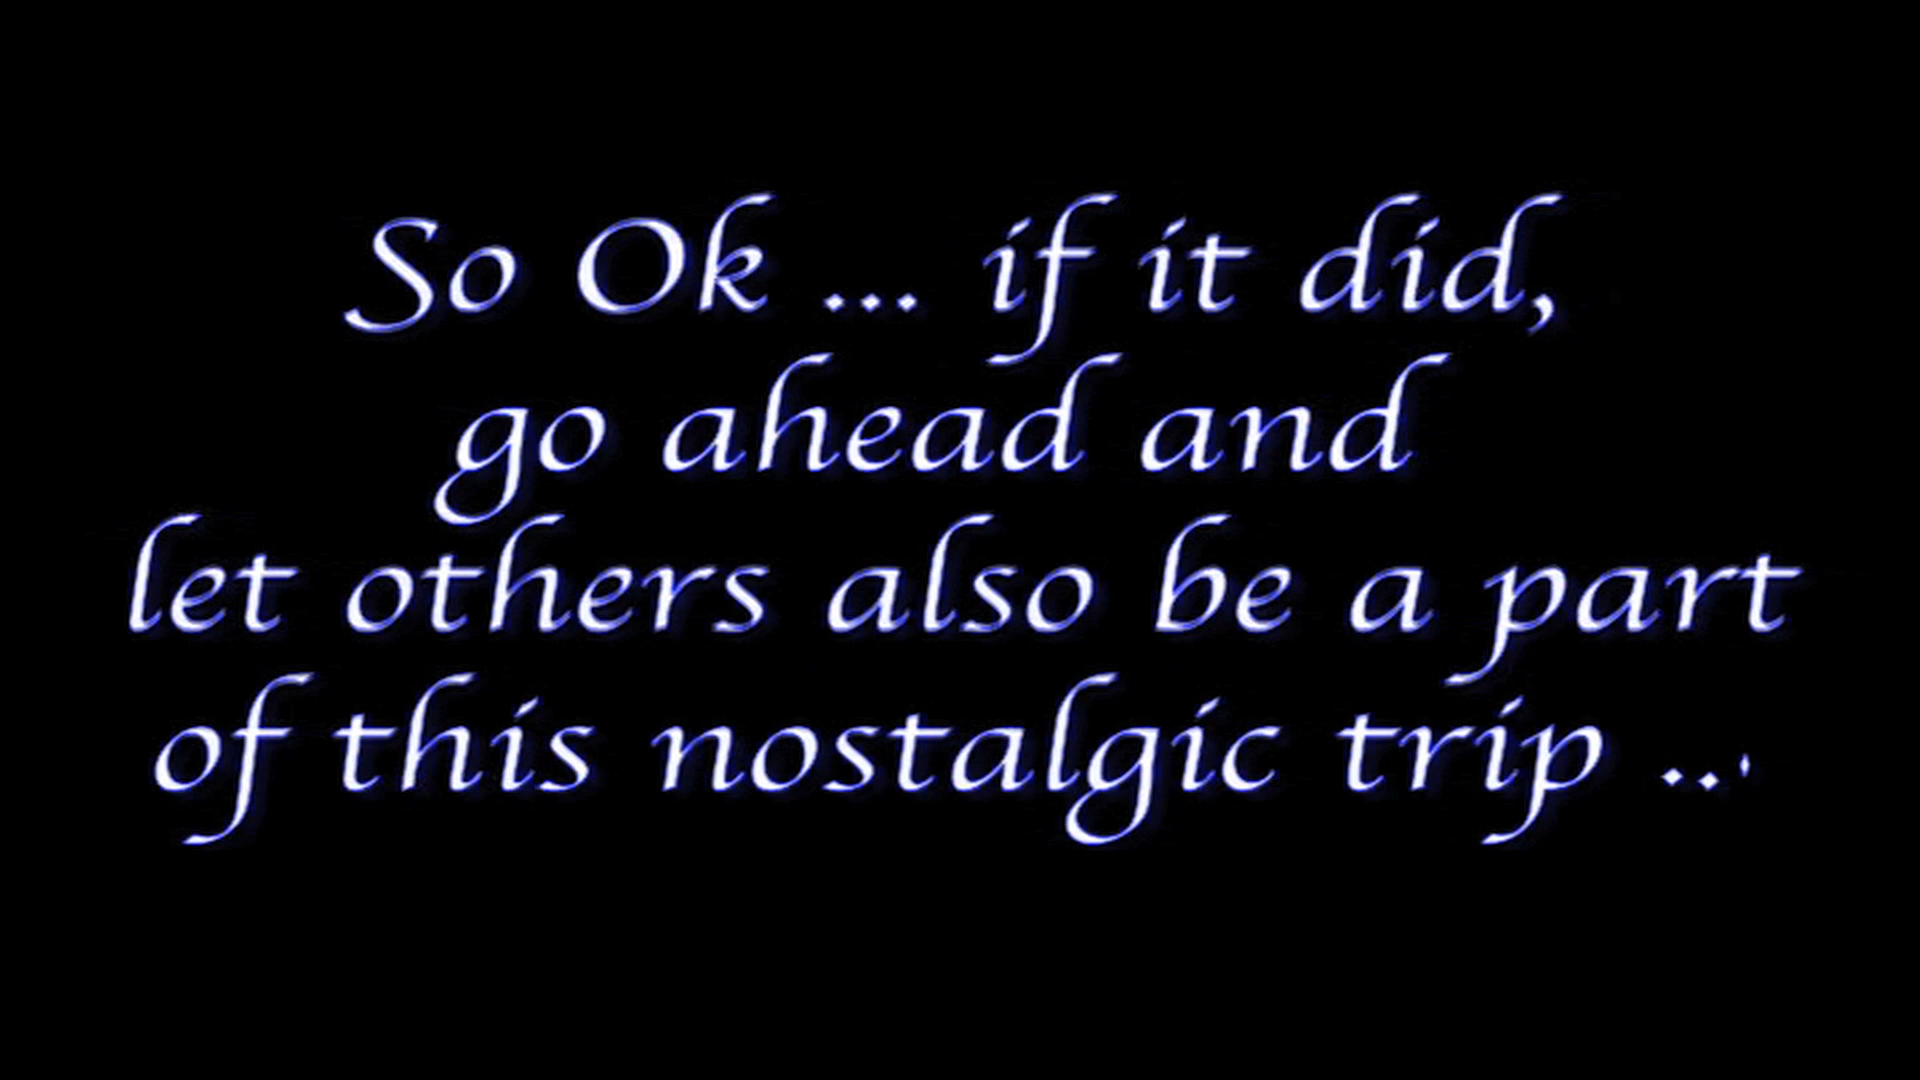 So Ok ... if it did,
go ahead and
let others also be a part
of this nostalgic trip ...